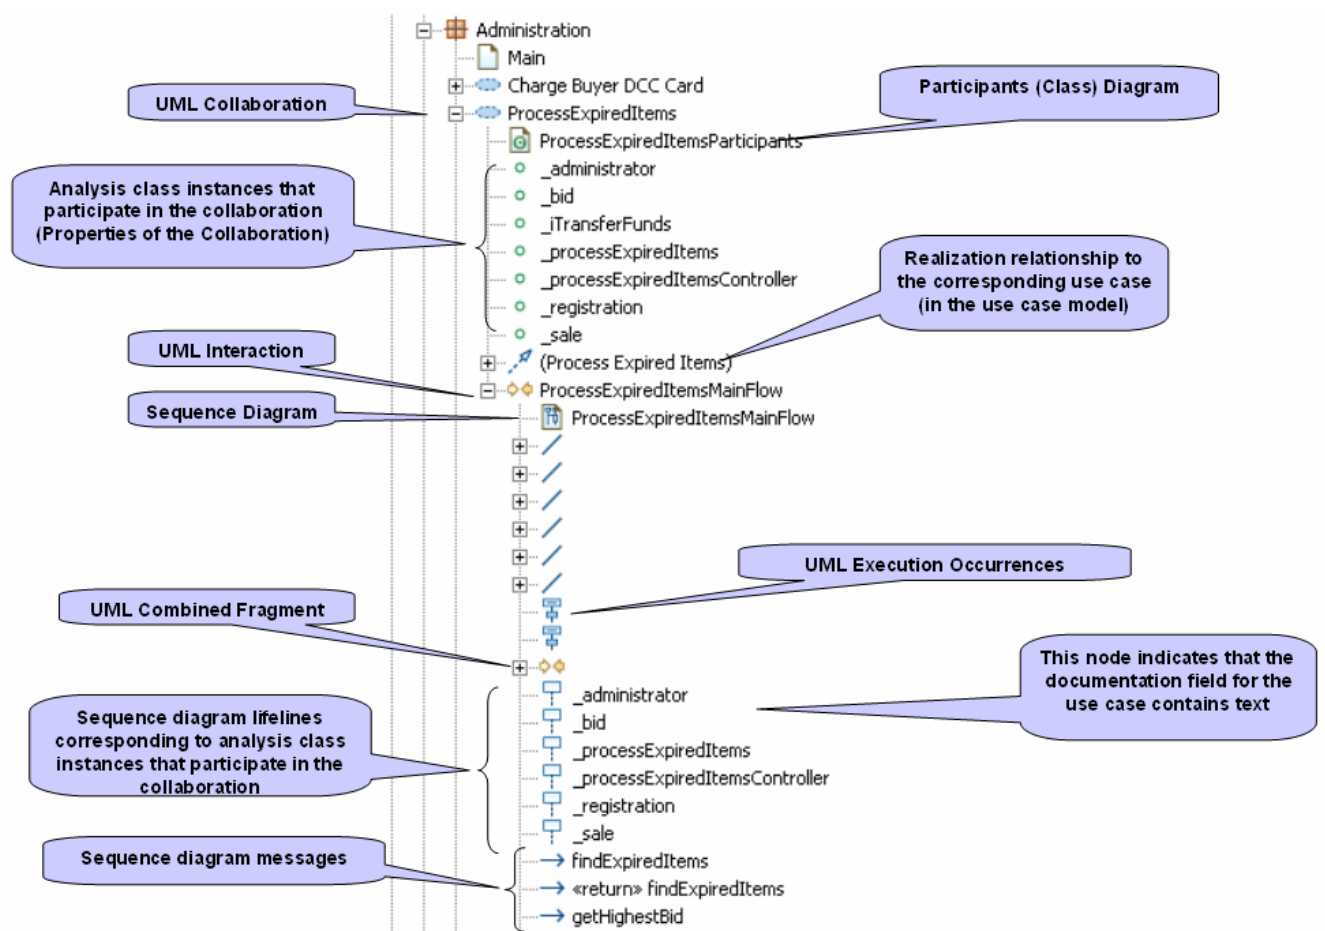 Administration
Main
Charge Buyer DCC Card
ProcessExpiredItems
ProcessExpiredItemsParticipants
_administrator
_bid
_iTransferFunds
_processExpiredItems
_processExpiredItemsController
_registration
_sale
(Process Expired Items)
ProcessExpiredItemsMainFlow
ProcessExpiredItemsMainFlow
_administrator
_bid
_processExpiredItems
_processExpiredItemsController
_registration
_sale
findExpiredItems
«return» findExpiredItems
getHighestBid
UML Collaboration
Analysis class instances that
participate in the collaboration
(Properties of the Collaboration)
UML Interaction
Sequence Diagram
UML Combined Fragment
Sequence diagram lifelines
corresponding to analysis class
instances that participate in the
collaboration
Sequence diagram messages
Participants (Class) Diagram
Realization relationship to
the corresponding use case
(in the use case model)
UML Execution Occurrences
This node indicates that the
documentation field for the
use case contains text